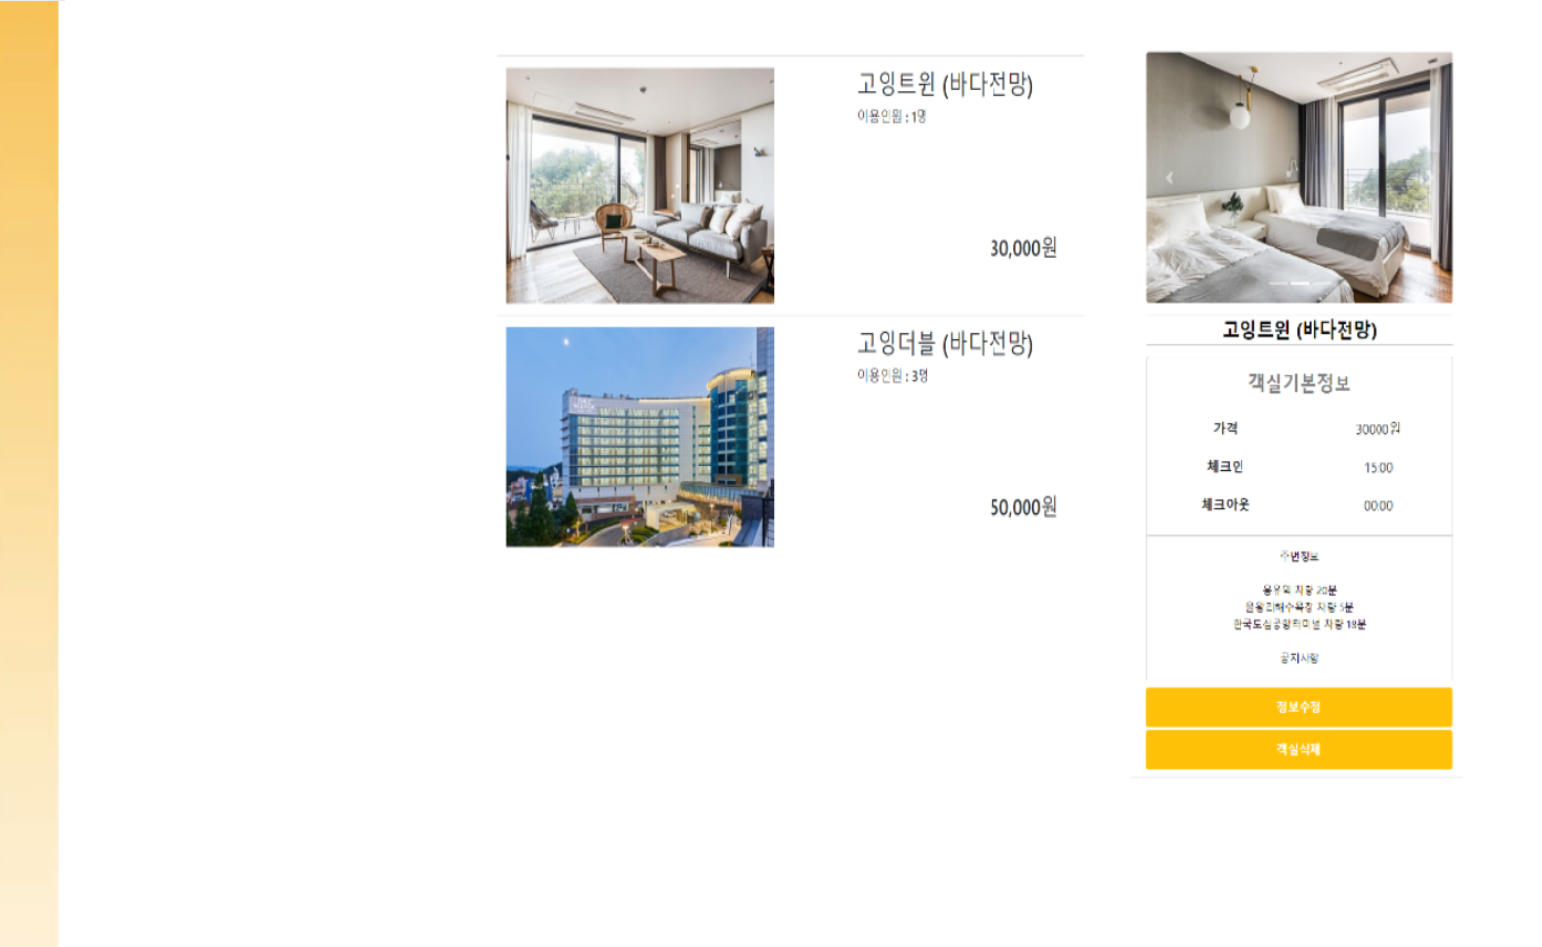 고잉트윈 (바다전망)
이용인원 : 1명
30,000원
고잉더블 (바다전망)
이용인원 : 3명
50,000원
고잉트윈 (바다전망)
객실기본정보
가격 30000원
체크인 15:00
체크아웃 00:00
주변정보
용유역 차량 20분
을왕리해수욕장 차량 5분
한국도심공항터미널 차량 18분
공지사항
정보수정
객실삭제